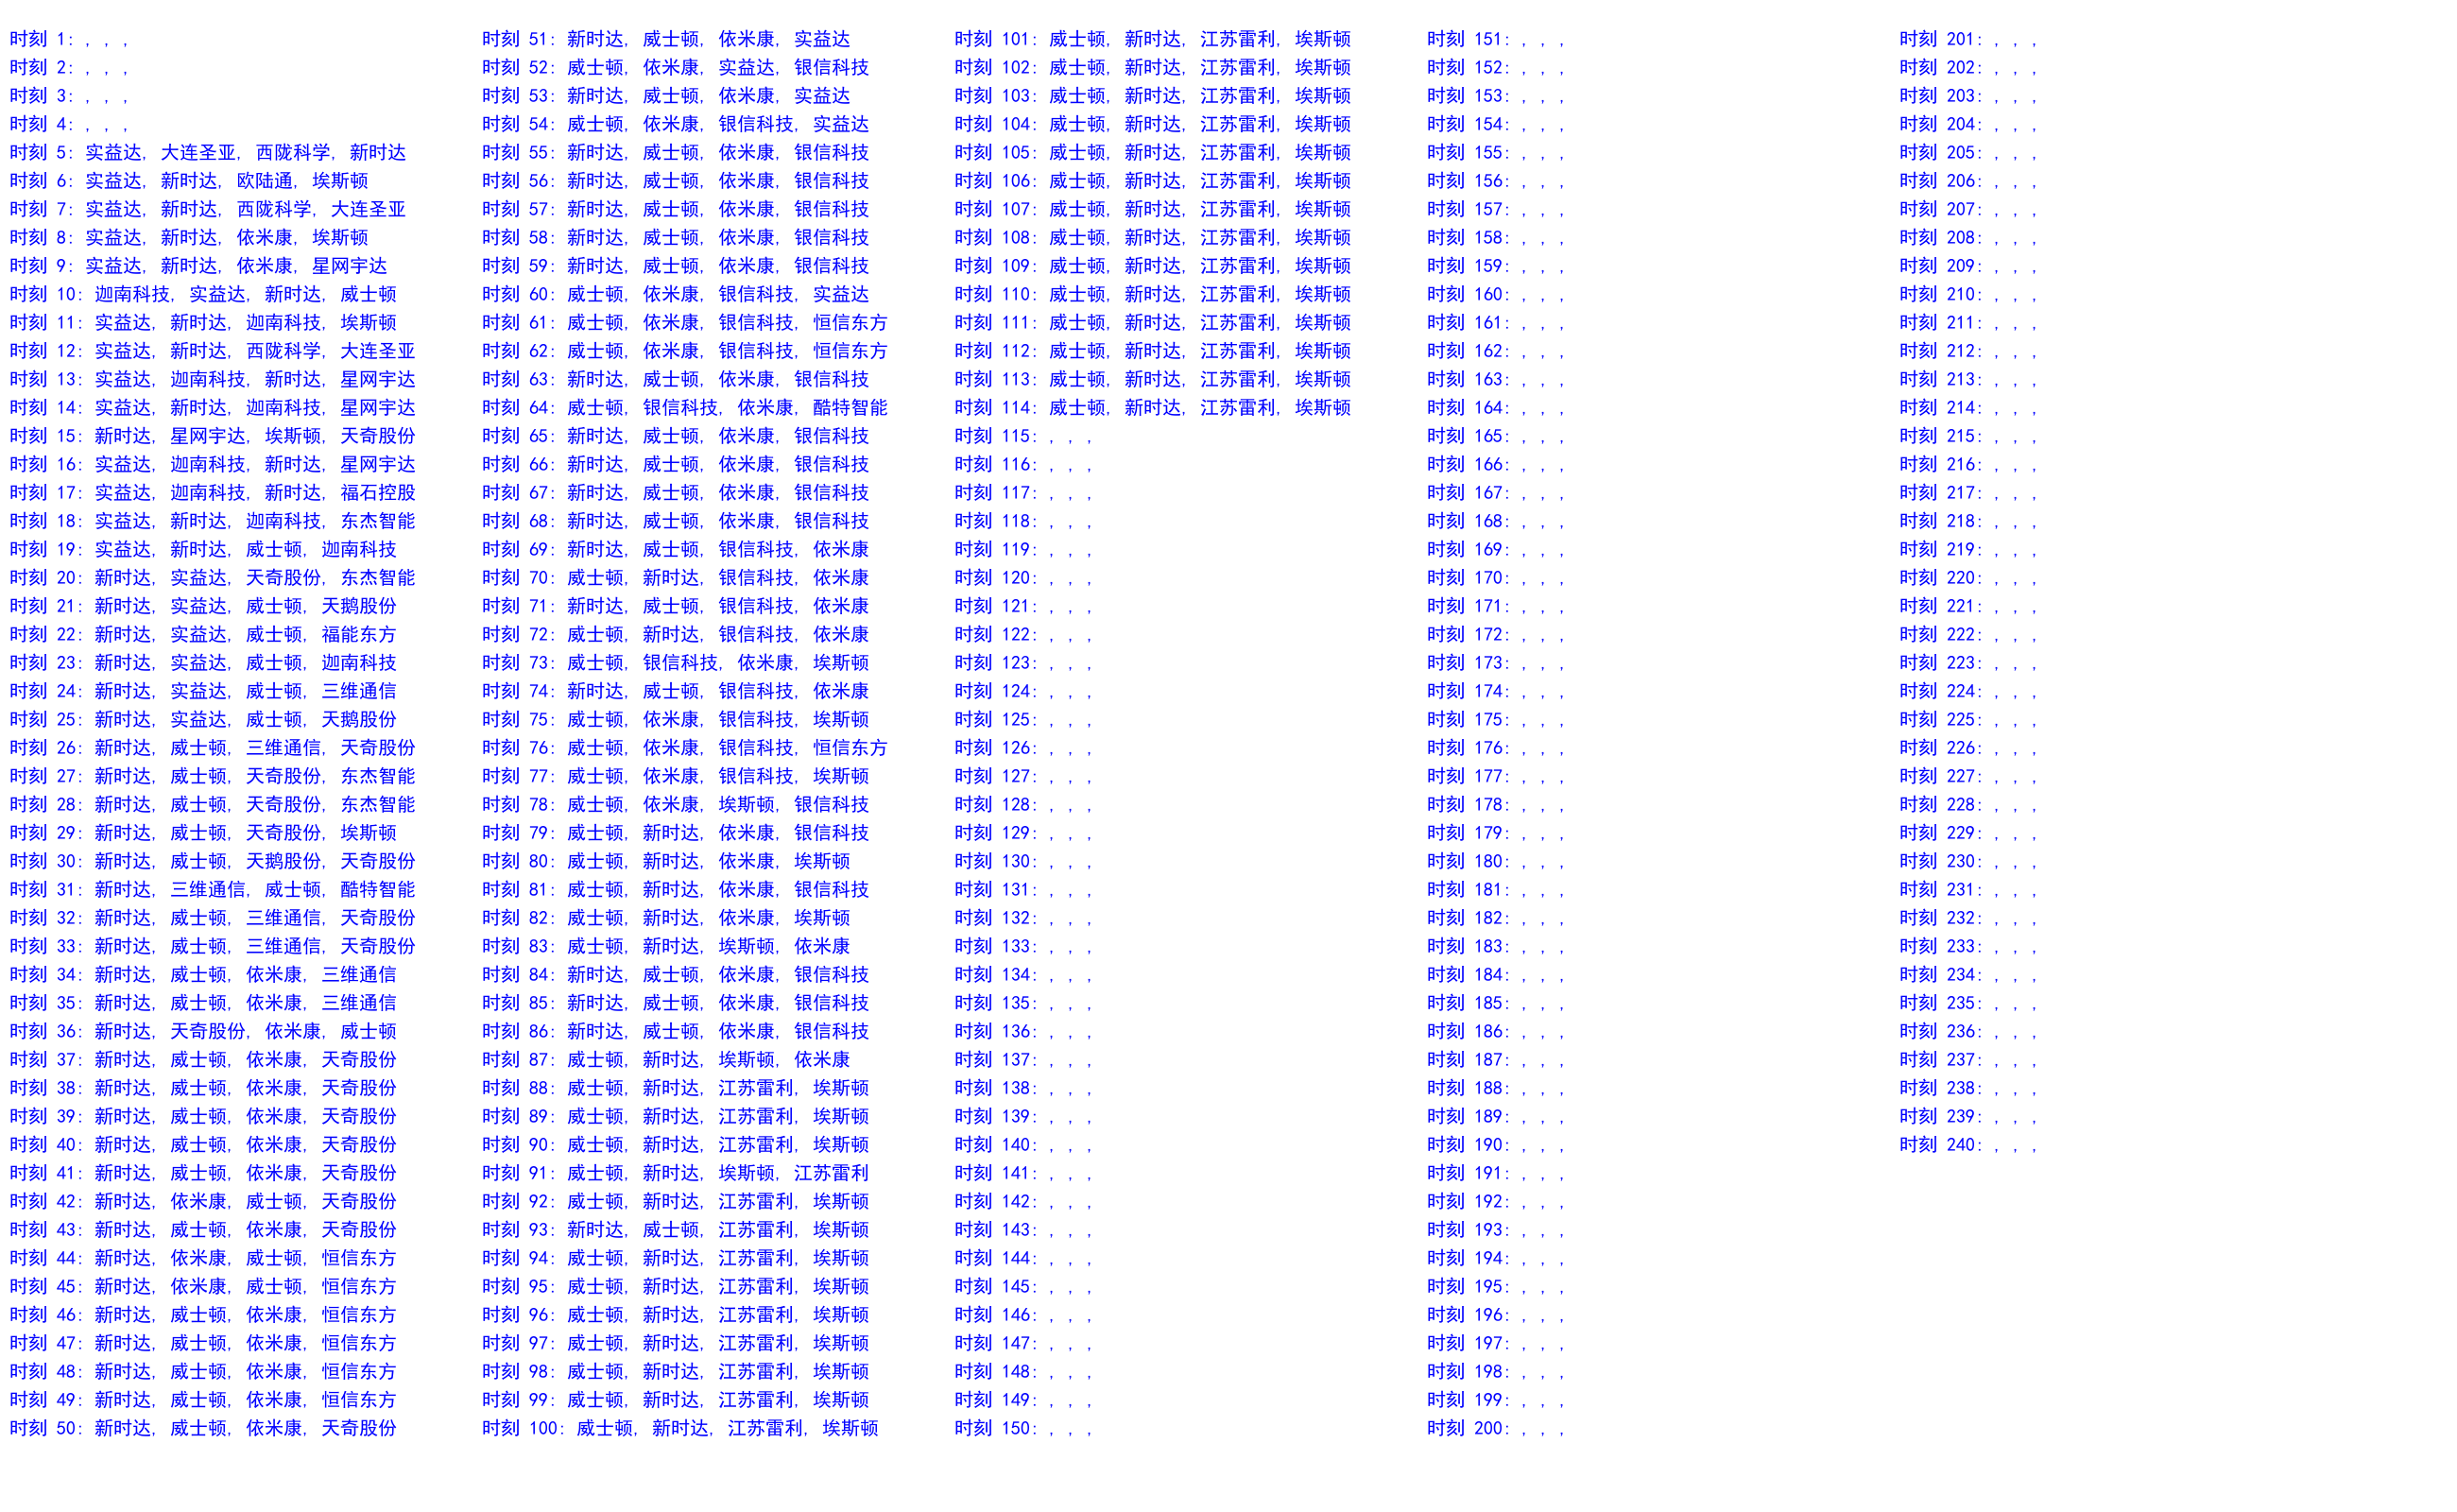 时刻 1: , , ,
时刻 2: , , ,
时刻 3: , , ,
时刻 4: , , ,
时刻 5: 实益达, 大连圣亚, 西陇科学, 新时达
时刻 6: 实益达, 新时达, 欧陆通, 埃斯顿
时刻 7: 实益达, 新时达, 西陇科学, 大连圣亚
时刻 8: 实益达, 新时达, 依米康, 埃斯顿
时刻 9: 实益达, 新时达, 依米康, 星网宇达
时刻 10: 迦南科技, 实益达, 新时达, 威士顿
时刻 11: 实益达, 新时达, 迦南科技, 埃斯顿
时刻 12: 实益达, 新时达, 西陇科学, 大连圣亚
时刻 13: 实益达, 迦南科技, 新时达, 星网宇达
时刻 14: 实益达, 新时达, 迦南科技, 星网宇达
时刻 15: 新时达, 星网宇达, 埃斯顿, 天奇股份
时刻 16: 实益达, 迦南科技, 新时达, 星网宇达
时刻 17: 实益达, 迦南科技, 新时达, 福石控股
时刻 18: 实益达, 新时达, 迦南科技, 东杰智能
时刻 19: 实益达, 新时达, 威士顿, 迦南科技
时刻 20: 新时达, 实益达, 天奇股份, 东杰智能
时刻 21: 新时达, 实益达, 威士顿, 天鹅股份
时刻 22: 新时达, 实益达, 威士顿, 福能东方
时刻 23: 新时达, 实益达, 威士顿, 迦南科技
时刻 24: 新时达, 实益达, 威士顿, 三维通信
时刻 25: 新时达, 实益达, 威士顿, 天鹅股份
时刻 26: 新时达, 威士顿, 三维通信, 天奇股份
时刻 27: 新时达, 威士顿, 天奇股份, 东杰智能
时刻 28: 新时达, 威士顿, 天奇股份, 东杰智能
时刻 29: 新时达, 威士顿, 天奇股份, 埃斯顿
时刻 30: 新时达, 威士顿, 天鹅股份, 天奇股份
时刻 31: 新时达, 三维通信, 威士顿, 酷特智能
时刻 32: 新时达, 威士顿, 三维通信, 天奇股份
时刻 33: 新时达, 威士顿, 三维通信, 天奇股份
时刻 34: 新时达, 威士顿, 依米康, 三维通信
时刻 35: 新时达, 威士顿, 依米康, 三维通信
时刻 36: 新时达, 天奇股份, 依米康, 威士顿
时刻 37: 新时达, 威士顿, 依米康, 天奇股份
时刻 38: 新时达, 威士顿, 依米康, 天奇股份
时刻 39: 新时达, 威士顿, 依米康, 天奇股份
时刻 40: 新时达, 威士顿, 依米康, 天奇股份
时刻 41: 新时达, 威士顿, 依米康, 天奇股份
时刻 42: 新时达, 依米康, 威士顿, 天奇股份
时刻 43: 新时达, 威士顿, 依米康, 天奇股份
时刻 44: 新时达, 依米康, 威士顿, 恒信东方
时刻 45: 新时达, 依米康, 威士顿, 恒信东方
时刻 46: 新时达, 威士顿, 依米康, 恒信东方
时刻 47: 新时达, 威士顿, 依米康, 恒信东方
时刻 48: 新时达, 威士顿, 依米康, 恒信东方
时刻 49: 新时达, 威士顿, 依米康, 恒信东方
时刻 50: 新时达, 威士顿, 依米康, 天奇股份
时刻 51: 新时达, 威士顿, 依米康, 实益达
时刻 52: 威士顿, 依米康, 实益达, 银信科技
时刻 53: 新时达, 威士顿, 依米康, 实益达
时刻 54: 威士顿, 依米康, 银信科技, 实益达
时刻 55: 新时达, 威士顿, 依米康, 银信科技
时刻 56: 新时达, 威士顿, 依米康, 银信科技
时刻 57: 新时达, 威士顿, 依米康, 银信科技
时刻 58: 新时达, 威士顿, 依米康, 银信科技
时刻 59: 新时达, 威士顿, 依米康, 银信科技
时刻 60: 威士顿, 依米康, 银信科技, 实益达
时刻 61: 威士顿, 依米康, 银信科技, 恒信东方
时刻 62: 威士顿, 依米康, 银信科技, 恒信东方
时刻 63: 新时达, 威士顿, 依米康, 银信科技
时刻 64: 威士顿, 银信科技, 依米康, 酷特智能
时刻 65: 新时达, 威士顿, 依米康, 银信科技
时刻 66: 新时达, 威士顿, 依米康, 银信科技
时刻 67: 新时达, 威士顿, 依米康, 银信科技
时刻 68: 新时达, 威士顿, 依米康, 银信科技
时刻 69: 新时达, 威士顿, 银信科技, 依米康
时刻 70: 威士顿, 新时达, 银信科技, 依米康
时刻 71: 新时达, 威士顿, 银信科技, 依米康
时刻 72: 威士顿, 新时达, 银信科技, 依米康
时刻 73: 威士顿, 银信科技, 依米康, 埃斯顿
时刻 74: 新时达, 威士顿, 银信科技, 依米康
时刻 75: 威士顿, 依米康, 银信科技, 埃斯顿
时刻 76: 威士顿, 依米康, 银信科技, 恒信东方
时刻 77: 威士顿, 依米康, 银信科技, 埃斯顿
时刻 78: 威士顿, 依米康, 埃斯顿, 银信科技
时刻 79: 威士顿, 新时达, 依米康, 银信科技
时刻 80: 威士顿, 新时达, 依米康, 埃斯顿
时刻 81: 威士顿, 新时达, 依米康, 银信科技
时刻 82: 威士顿, 新时达, 依米康, 埃斯顿
时刻 83: 威士顿, 新时达, 埃斯顿, 依米康
时刻 84: 新时达, 威士顿, 依米康, 银信科技
时刻 85: 新时达, 威士顿, 依米康, 银信科技
时刻 86: 新时达, 威士顿, 依米康, 银信科技
时刻 87: 威士顿, 新时达, 埃斯顿, 依米康
时刻 88: 威士顿, 新时达, 江苏雷利, 埃斯顿
时刻 89: 威士顿, 新时达, 江苏雷利, 埃斯顿
时刻 90: 威士顿, 新时达, 江苏雷利, 埃斯顿
时刻 91: 威士顿, 新时达, 埃斯顿, 江苏雷利
时刻 92: 威士顿, 新时达, 江苏雷利, 埃斯顿
时刻 93: 新时达, 威士顿, 江苏雷利, 埃斯顿
时刻 94: 威士顿, 新时达, 江苏雷利, 埃斯顿
时刻 95: 威士顿, 新时达, 江苏雷利, 埃斯顿
时刻 96: 威士顿, 新时达, 江苏雷利, 埃斯顿
时刻 97: 威士顿, 新时达, 江苏雷利, 埃斯顿
时刻 98: 威士顿, 新时达, 江苏雷利, 埃斯顿
时刻 99: 威士顿, 新时达, 江苏雷利, 埃斯顿
时刻 100: 威士顿, 新时达, 江苏雷利, 埃斯顿
时刻 101: 威士顿, 新时达, 江苏雷利, 埃斯顿
时刻 102: 威士顿, 新时达, 江苏雷利, 埃斯顿
时刻 103: 威士顿, 新时达, 江苏雷利, 埃斯顿
时刻 104: 威士顿, 新时达, 江苏雷利, 埃斯顿
时刻 105: 威士顿, 新时达, 江苏雷利, 埃斯顿
时刻 106: 威士顿, 新时达, 江苏雷利, 埃斯顿
时刻 107: 威士顿, 新时达, 江苏雷利, 埃斯顿
时刻 108: 威士顿, 新时达, 江苏雷利, 埃斯顿
时刻 109: 威士顿, 新时达, 江苏雷利, 埃斯顿
时刻 110: 威士顿, 新时达, 江苏雷利, 埃斯顿
时刻 111: 威士顿, 新时达, 江苏雷利, 埃斯顿
时刻 112: 威士顿, 新时达, 江苏雷利, 埃斯顿
时刻 113: 威士顿, 新时达, 江苏雷利, 埃斯顿
时刻 114: 威士顿, 新时达, 江苏雷利, 埃斯顿
时刻 115: , , ,
时刻 116: , , ,
时刻 117: , , ,
时刻 118: , , ,
时刻 119: , , ,
时刻 120: , , ,
时刻 121: , , ,
时刻 122: , , ,
时刻 123: , , ,
时刻 124: , , ,
时刻 125: , , ,
时刻 126: , , ,
时刻 127: , , ,
时刻 128: , , ,
时刻 129: , , ,
时刻 130: , , ,
时刻 131: , , ,
时刻 132: , , ,
时刻 133: , , ,
时刻 134: , , ,
时刻 135: , , ,
时刻 136: , , ,
时刻 137: , , ,
时刻 138: , , ,
时刻 139: , , ,
时刻 140: , , ,
时刻 141: , , ,
时刻 142: , , ,
时刻 143: , , ,
时刻 144: , , ,
时刻 145: , , ,
时刻 146: , , ,
时刻 147: , , ,
时刻 148: , , ,
时刻 149: , , ,
时刻 150: , , ,
时刻 151: , , ,
时刻 152: , , ,
时刻 153: , , ,
时刻 154: , , ,
时刻 155: , , ,
时刻 156: , , ,
时刻 157: , , ,
时刻 158: , , ,
时刻 159: , , ,
时刻 160: , , ,
时刻 161: , , ,
时刻 162: , , ,
时刻 163: , , ,
时刻 164: , , ,
时刻 165: , , ,
时刻 166: , , ,
时刻 167: , , ,
时刻 168: , , ,
时刻 169: , , ,
时刻 170: , , ,
时刻 171: , , ,
时刻 172: , , ,
时刻 173: , , ,
时刻 174: , , ,
时刻 175: , , ,
时刻 176: , , ,
时刻 177: , , ,
时刻 178: , , ,
时刻 179: , , ,
时刻 180: , , ,
时刻 181: , , ,
时刻 182: , , ,
时刻 183: , , ,
时刻 184: , , ,
时刻 185: , , ,
时刻 186: , , ,
时刻 187: , , ,
时刻 188: , , ,
时刻 189: , , ,
时刻 190: , , ,
时刻 191: , , ,
时刻 192: , , ,
时刻 193: , , ,
时刻 194: , , ,
时刻 195: , , ,
时刻 196: , , ,
时刻 197: , , ,
时刻 198: , , ,
时刻 199: , , ,
时刻 200: , , ,
时刻 201: , , ,
时刻 202: , , ,
时刻 203: , , ,
时刻 204: , , ,
时刻 205: , , ,
时刻 206: , , ,
时刻 207: , , ,
时刻 208: , , ,
时刻 209: , , ,
时刻 210: , , ,
时刻 211: , , ,
时刻 212: , , ,
时刻 213: , , ,
时刻 214: , , ,
时刻 215: , , ,
时刻 216: , , ,
时刻 217: , , ,
时刻 218: , , ,
时刻 219: , , ,
时刻 220: , , ,
时刻 221: , , ,
时刻 222: , , ,
时刻 223: , , ,
时刻 224: , , ,
时刻 225: , , ,
时刻 226: , , ,
时刻 227: , , ,
时刻 228: , , ,
时刻 229: , , ,
时刻 230: , , ,
时刻 231: , , ,
时刻 232: , , ,
时刻 233: , , ,
时刻 234: , , ,
时刻 235: , , ,
时刻 236: , , ,
时刻 237: , , ,
时刻 238: , , ,
时刻 239: , , ,
时刻 240: , , ,